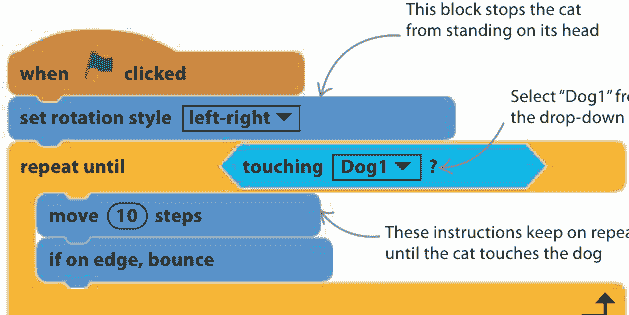 This block stops the cat
from standing on its head
when clicked
set rotation style left-right
Select “Dog1”
the drop-down
repeat until touching Dog1 ?
move 10 steps
These instructions keep on
until the cat touches the dog
if on edge, bounce